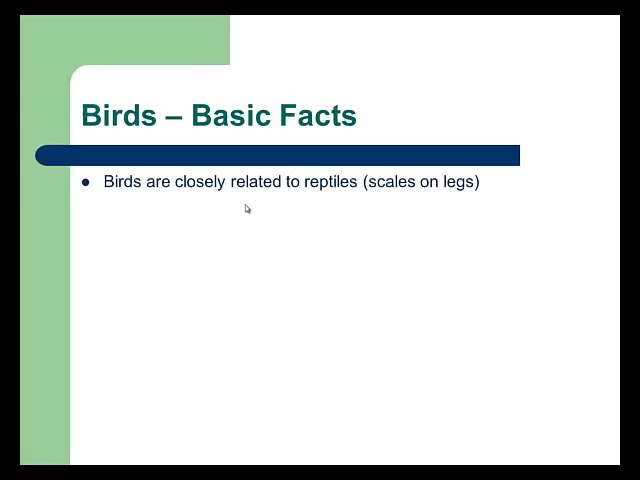 Birds – Basic Facts
Birds are closely related to reptiles (scales on legs)